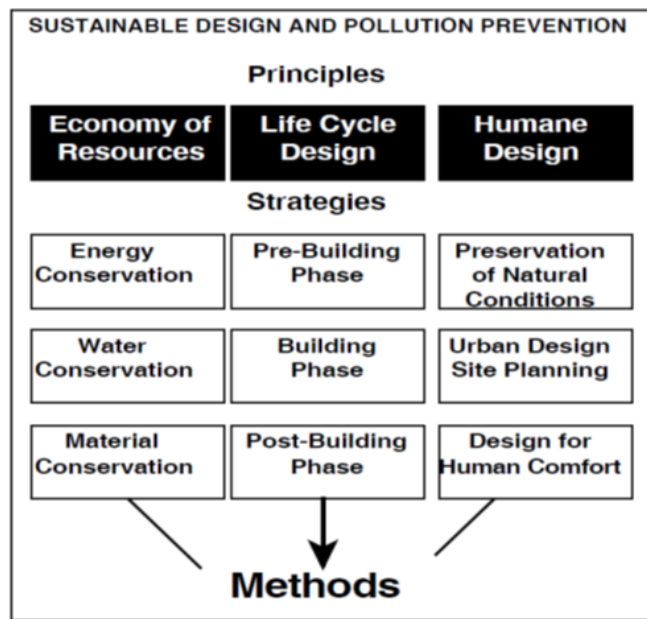 SUSTAINABLE DESIGN AND POLLUTION PREVENTION
Principles
Economy of
Resources
Life Cycle
Design
Humane
Design
Strategies
Energy
Conservation
Pre-Building
Phase
Preservation
of Natural
Conditions
Water
Conservation
Building
Phase
Urban Design
Site Planning
Material
Conservation
Post-Building
Phase
Design for
Human Comfort
Methods